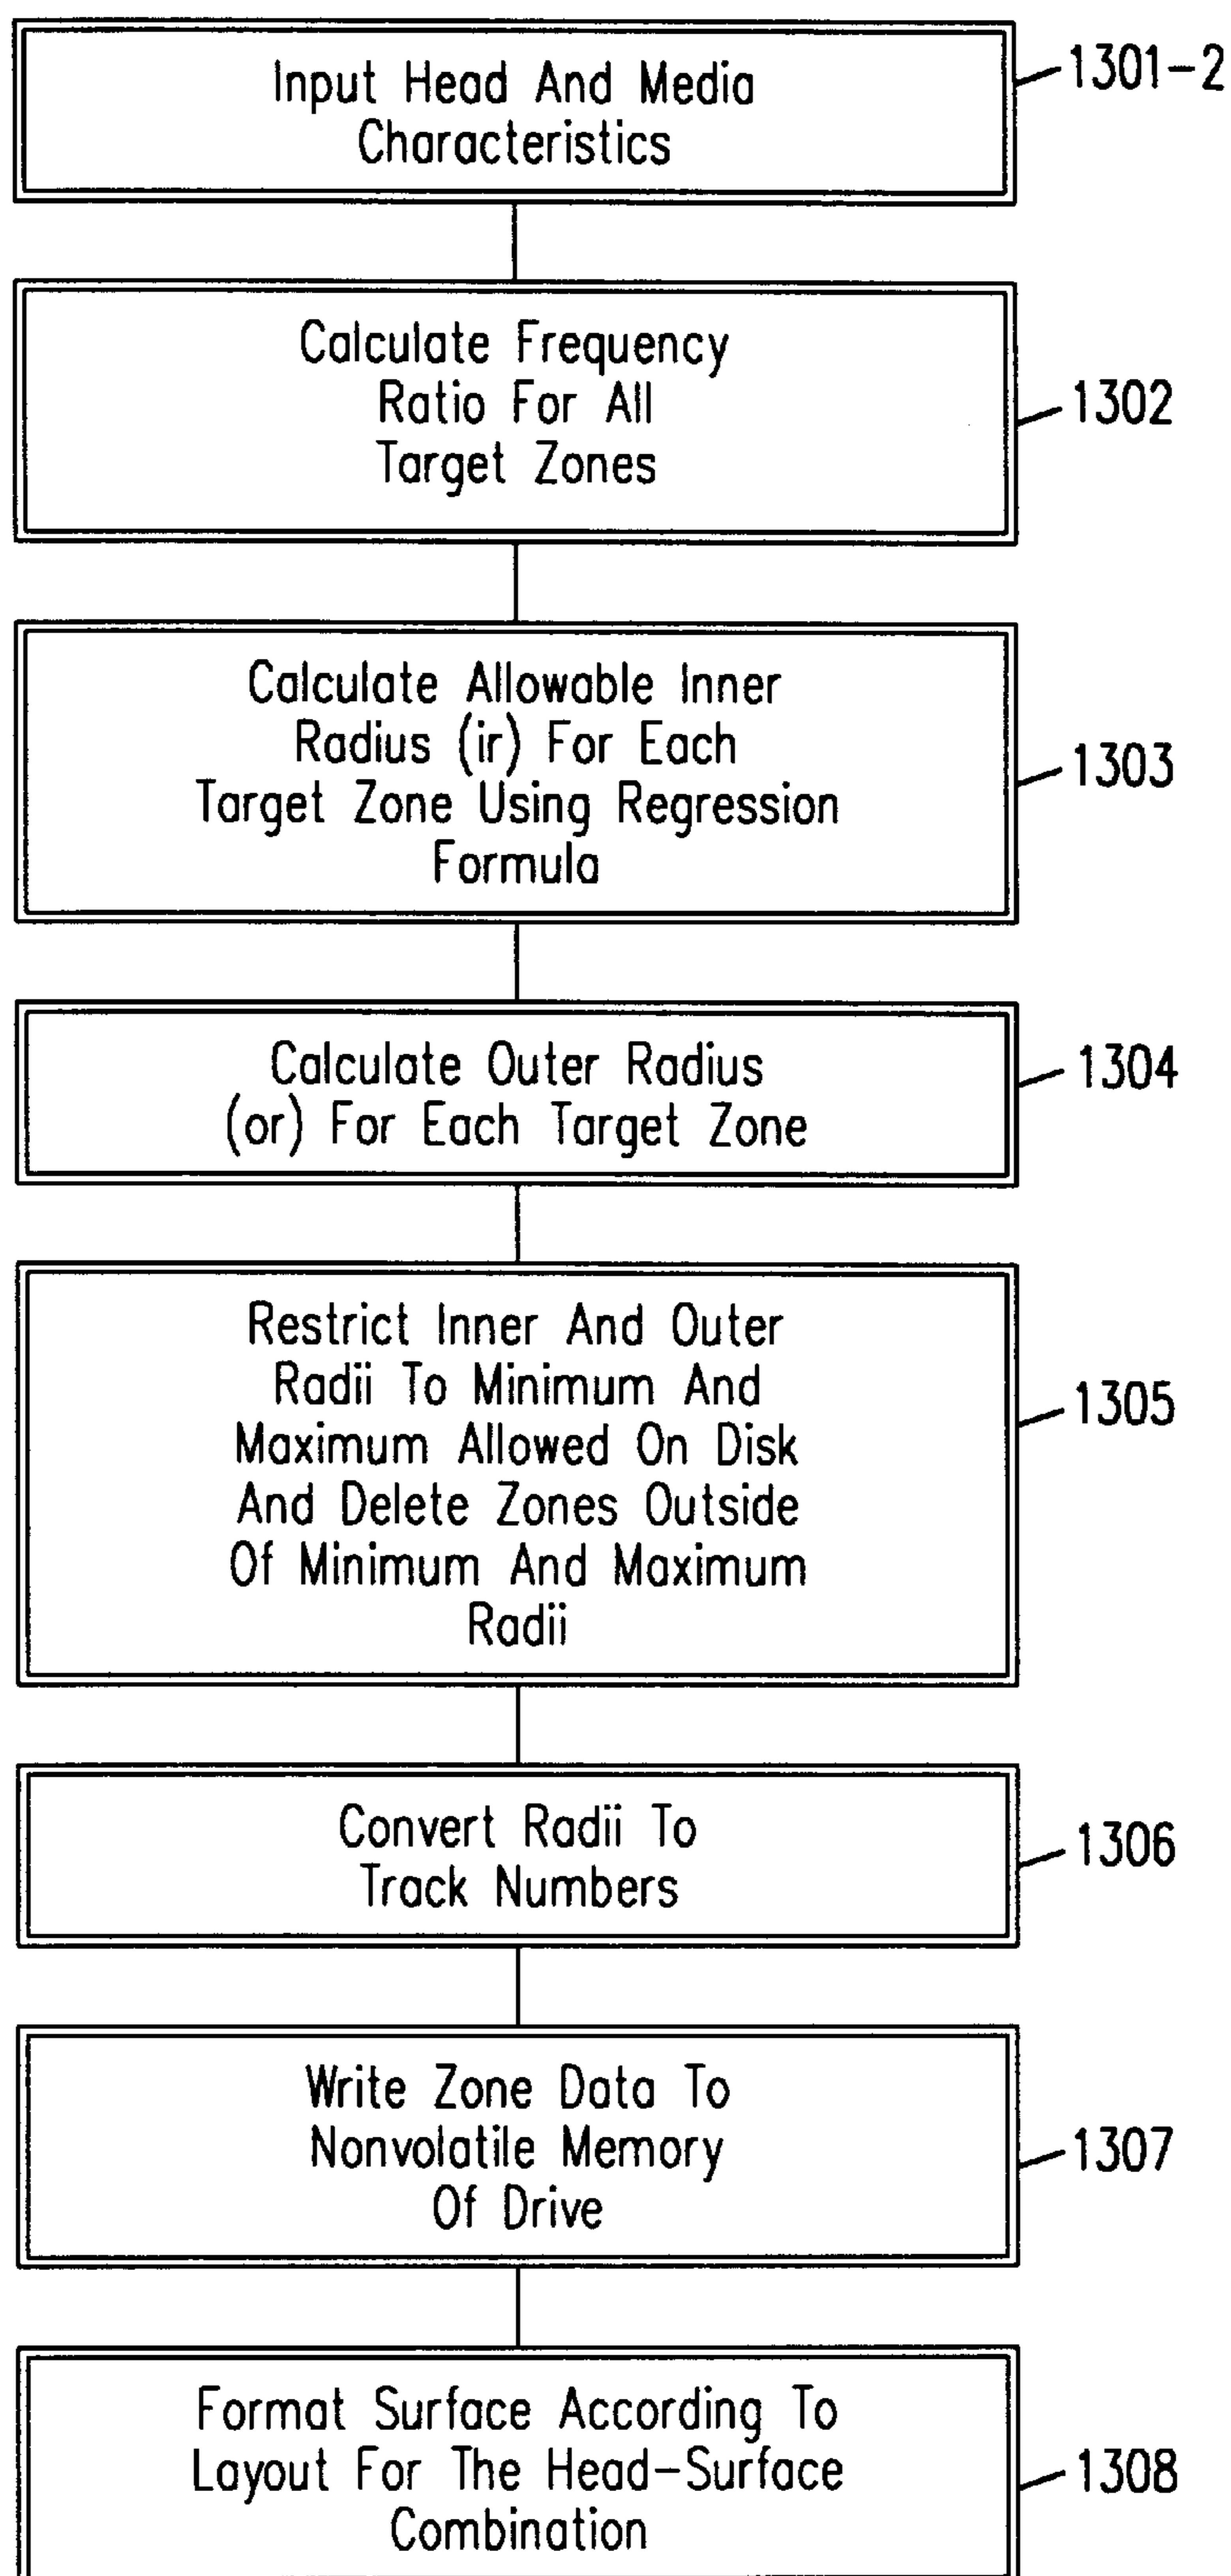 Input Head And Media
Characteristics
1301-2
Calculate Frequency
Ratio For All
Target Zones
1302
Calculate Allowable Inner
Radius (ir) For Each
Target Zone Using Regression
Formula
1303
Calculate Outer Radius
(or) For Each Target Zone
1304
Restrict Inner And Outer
Radii To Minimum And
Maximum Allowed On Disk
And Delete Zones Outside
Of Minimum And Maximum
Radii
1305
Convert Radii To
Track Numbers
1306
Write Zone Data To
Nonvolatile Memory
Of Drive
1307
Format Surface According To
Layout For The Head-Surface
Combination
1308